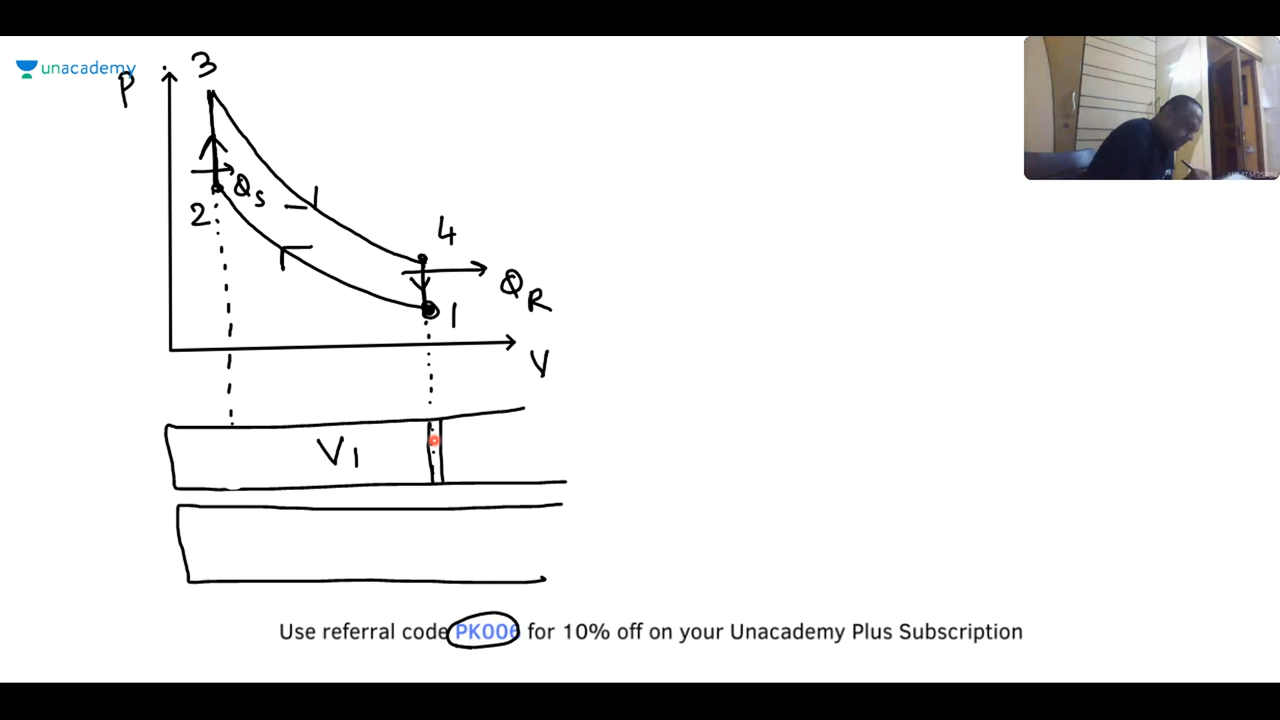 unacademy
P
3
Qs
2
4
QR
1
V
V1
Use referral code PK006 for 10% off on your Unacademy Plus Subscription